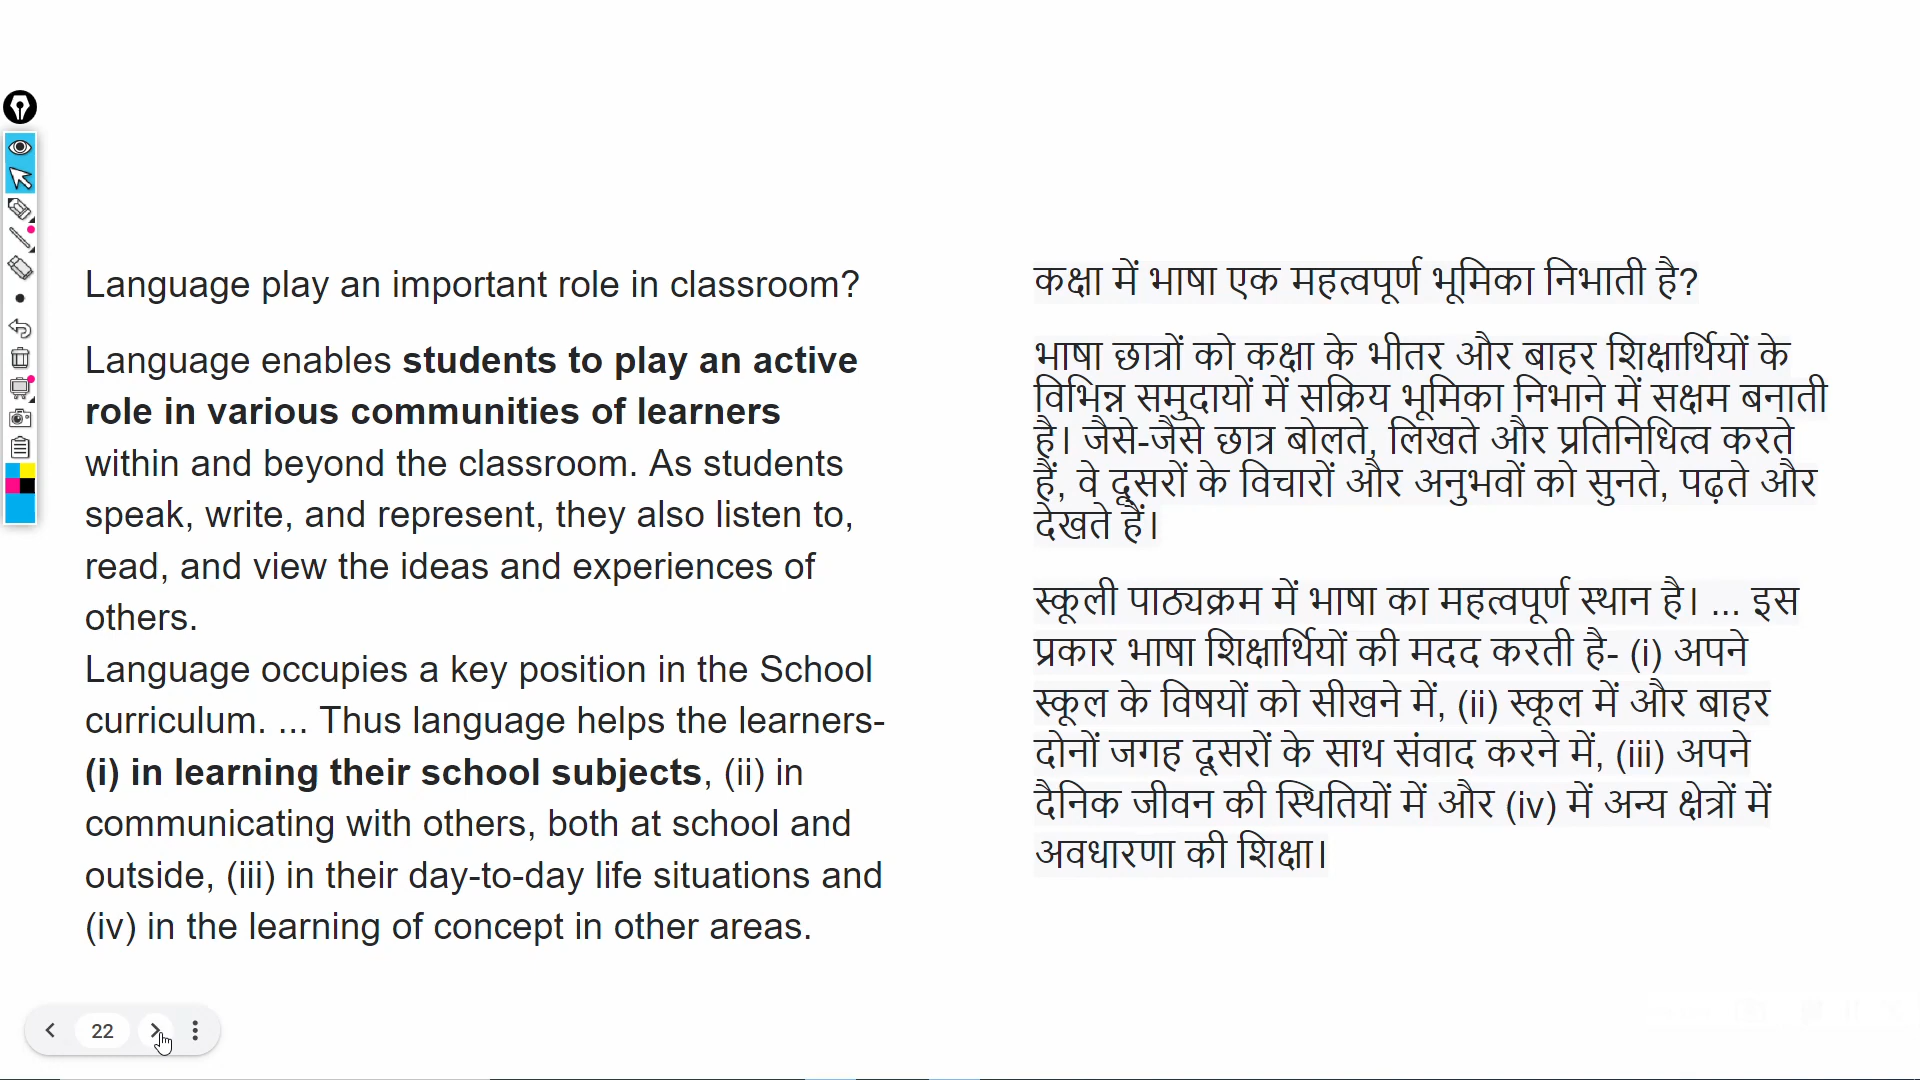 Language play an important role in classroom?
Language enables students to play an active
role in various communities of learners
within and beyond the classroom. As students
speak, write, and represent, they also listen to,
read, and view the ideas and experiences of
others.
Language occupies a key position in the School
curriculum. ... Thus language helps the learners-
(i) in learning their school subjects, (ii) in
communicating with others, both at school and
outside, (iii) in their day-to-day life situations and
(iv) in the learning of concept in other areas.
कक्षा में भाषा एक महत्वपूर्ण भूमिका निभाती है?
भाषा छात्रों को कक्षा के भीतर और बाहर शिक्षार्थियों के
विभिन्न समुदायों में सक्रिय भूमिका निभाने में सक्षम बनाती
है। जैसे-जैसे छात्र बोलते, लिखते और प्रतिनिधित्व करते
हैं, वे दूसरों के विचारों और अनुभवों को सुनते, पढ़ते और
देखते हैं।
स्कूली पाठ्यक्रम में भाषा का महत्वपूर्ण स्थान है। ... इस
प्रकार भाषा शिक्षार्थियों की मदद करती है- (i) अपने
स्कूल के विषयों को सीखने में, (ii) स्कूल में और बाहर
दोनों जगह दूसरों के साथ संवाद करने में, (iii) अपने
दैनिक जीवन की स्थितियों में और (iv) में अन्य क्षेत्रों में
अवधारणा की शिक्षा।
22